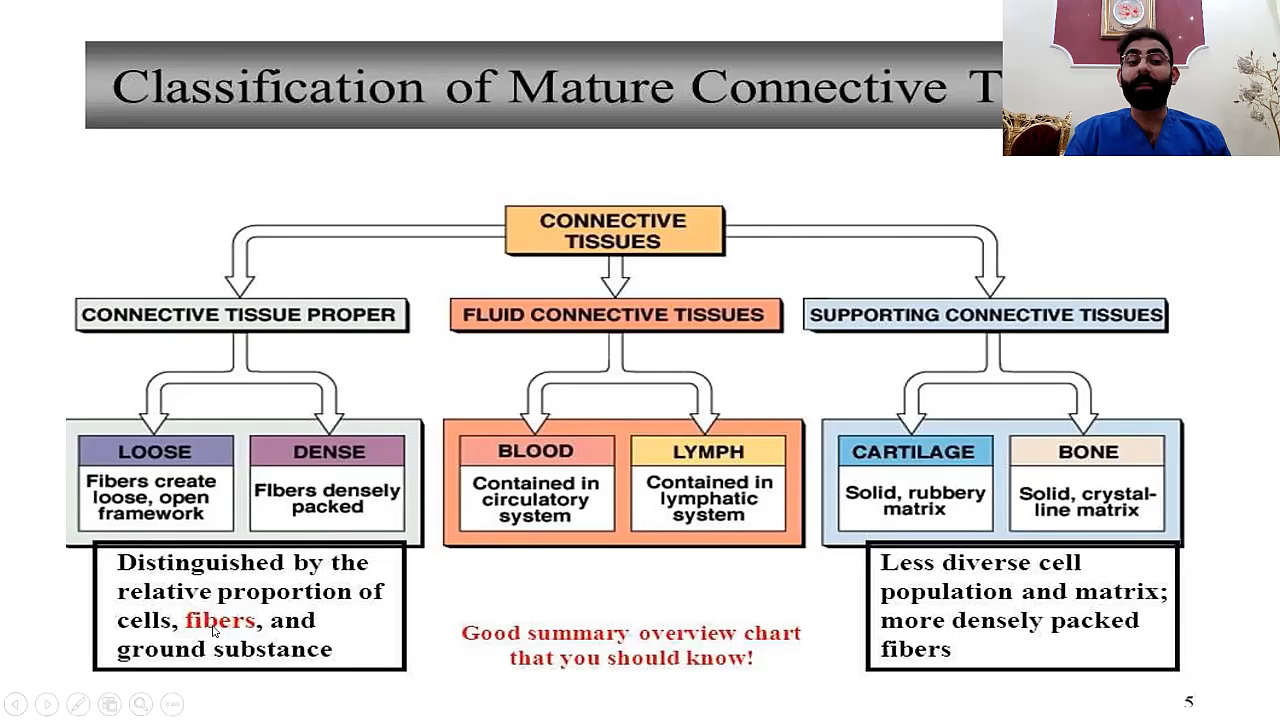 Classification of Mature Connective T
CONNECTIVE
TISSUES
CONNECTIVE TISSUE PROPER
FLUID CONNECTIVE TISSUES
SUPPORTING CONNECTIVE TISSUES
LOOSE
Fibers create
loose, open
framework
DENSE
FIbers densely
packed
BLOOD
Contained in
circulatory
system
LYMPH
Contained in
lymphatic
system
CARTILAGE
Solid, rubbery
matrix
BONE
Solid, crystal-
line matrix
Distinguished by the
relative proportion of
cells, fibers, and
ground substance
Good summary overview chart
that you should know!
Less diverse cell
population and matrix;
more densely packed
fibers
5